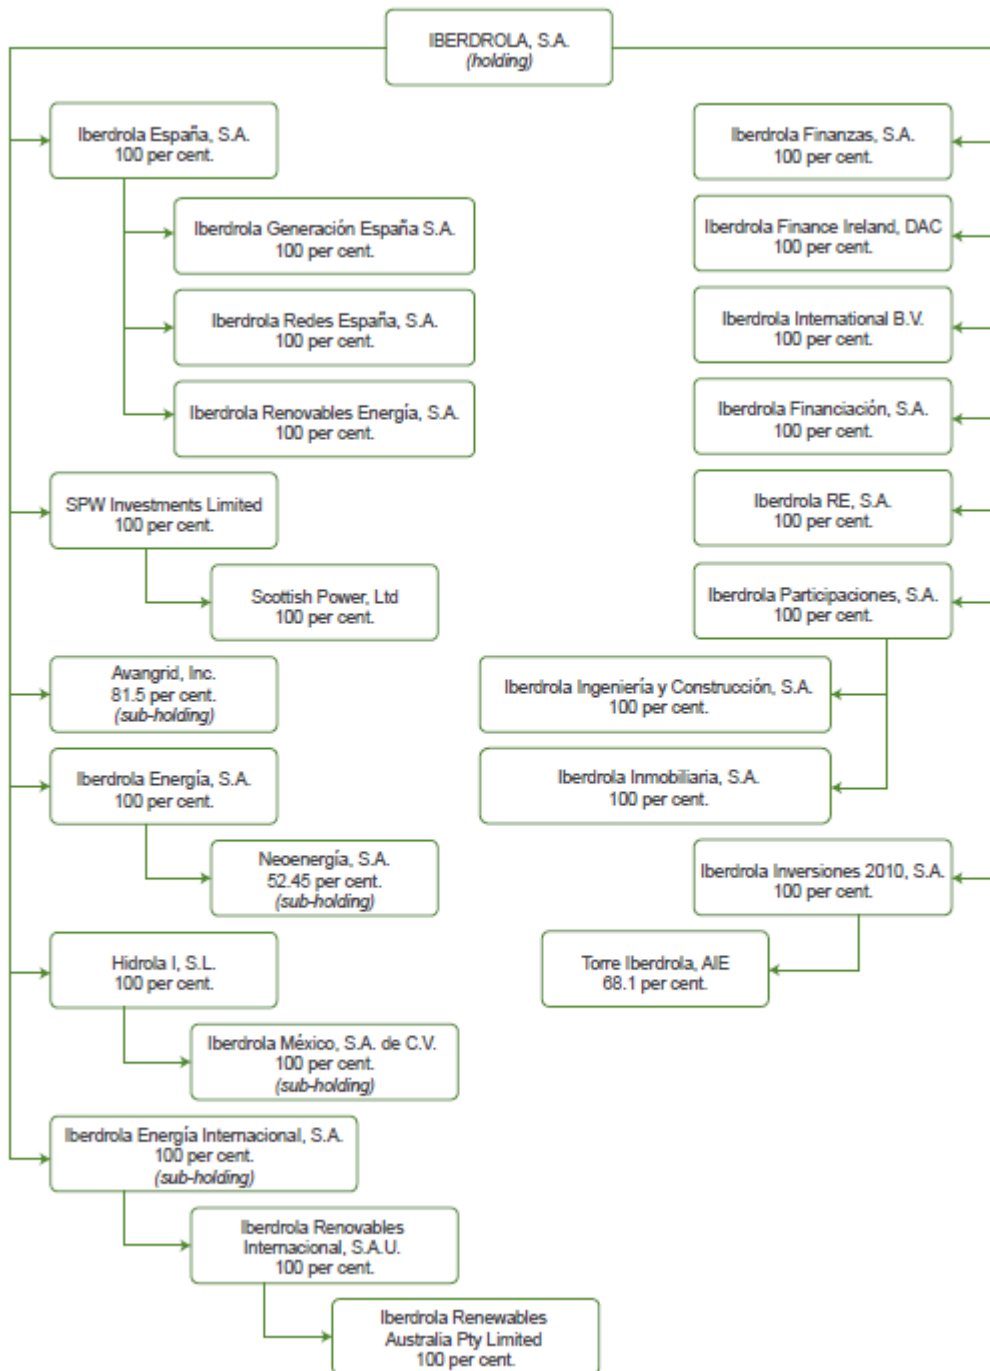 IBERDROLA, S.A.
(holding)
Iberdrola España, S.A.
100 per cent.
Iberdrola Generación España S.A.
100 per cent.
Iberdrola Redes España, S.A.
100 per cent.
Iberdrola Renovables Energía, S.A.
100 per cent.
SPW Investments Limited
100 per cent.
Scottish Power, Ltd
100 per cent.
Avangrid, Inc.
81.5 per cent.
(sub-holding)
Iberdrola Energía, S.A.
100 per cent.
Neoenergía, S.A.
52.45 per cent.
(sub-holding)
Hidrola I, S.L.
100 per cent.
Iberdrola México, S.A. de C.V.
100 per cent.
(sub-holding)
Iberdrola Energía Internacional, S.A.
100 per cent.
(sub-holding)
Iberdrola Renovables
Internacional, S.A.U.
100 per cent.
Iberdrola Renewables
Australia Pty Limited
100 per cent.
Iberdrola Finanzas, S.A.
100 per cent.
Iberdrola Finance Ireland, DAC
100 per cent.
Iberdrola International B.V.
100 per cent.
Iberdrola Financiación, S.A.
100 per cent.
Iberdrola RE, S.A.
100 per cent.
Iberdrola Participaciones, S.A.
100 per cent.
Iberdrola Ingeniería y Construcción, S.A.
100 per cent.
Iberdrola Inmobiliaria, S.A.
100 per cent.
Iberdrola Inversiones 2010, S.A.
100 per cent.
Torre Iberdrola, AIE
68.1 per cent.